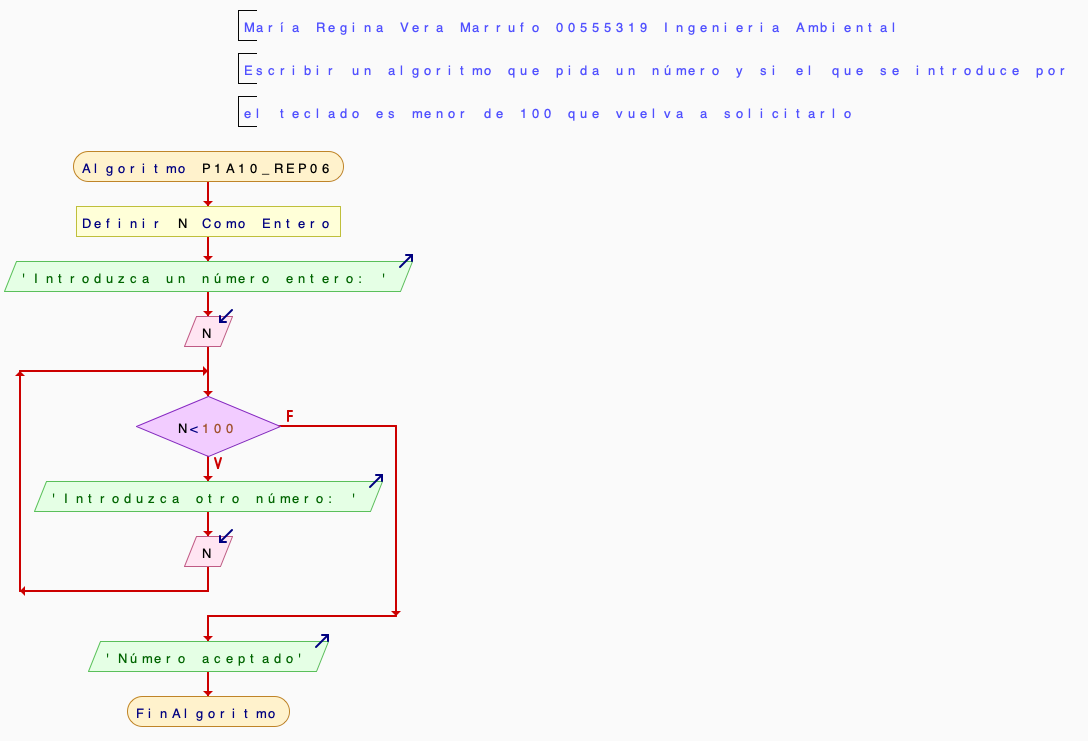 María Regina Vera Marrufo 00555319 Ingenieria Ambiental
Escribir un algoritmo que pida un número y si el que se introduce por
el teclado es menor de 100 que vuelva a solicitarlo
Algoritmo P1A10_REP06
Definir N Como Entero
'Introduzca un número entero: '
N
N<100
F
V
'Introduzca otro número: '
N
'Número aceptado'
FinAlgoritmo